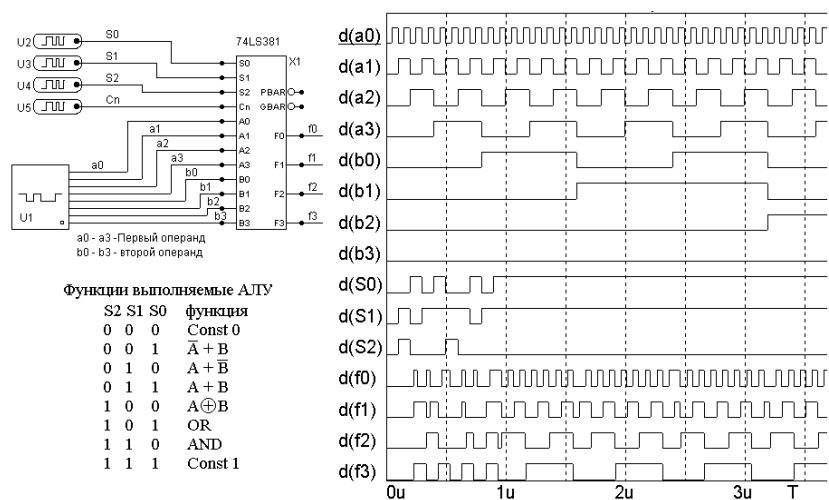 74LS381
U2 S0
U3 S1
U4 S2
U5 Cn
X1
S0
S1
S2 PBAR
Cn GBAR
A0
A1 F0 f0
A2
A3 F1 f1
B0
B1 F2 f2
B2
B3 F3 f3
a0
a1
a2
a3
b0
b1
b2
b3
U1
a0 - a3 -Первый операнд
b0 - b3 - второй операнд
Функции выполняемые АЛУ
S2 S1 S0 функция
0 0 0 Const 0
0 0 1 A̅ + B
0 1 0 A + B̅
0 1 1 A + B
1 0 0 A⊕B
1 0 1 OR
1 1 0 AND
1 1 1 Const 1
d(a0)
d(a1)
d(a2)
d(a3)
d(b0)
d(b1)
d(b2)
d(b3)
d(S0)
d(S1)
d(S2)
d(f0)
d(f1)
d(f2)
d(f3)
0u 1u 2u 3u T